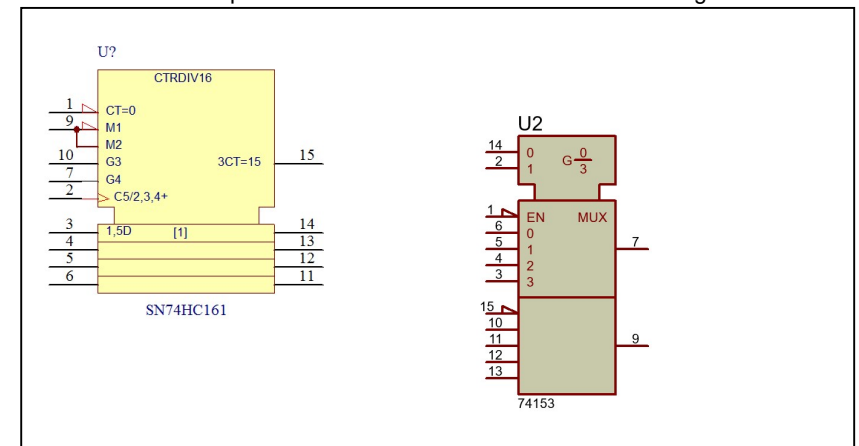 U?
CTRDIV16
1 CT=0
9 M1
M2
10 G3 3CT=15 15
7 G4
2 C5/2,3,4+
3 1,5D [1] 14
4 13
5 12
6 11
SN74HC161
U2
14 0 G 0/3
2 1
1 EN MUX
6 0
5 1 7
4 2
3 3
15
10
11 9
12
13
74153